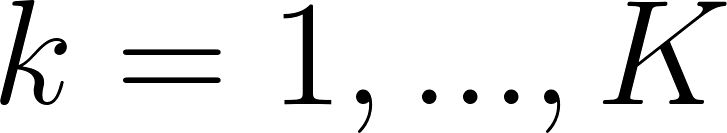 k = 1, ..., K